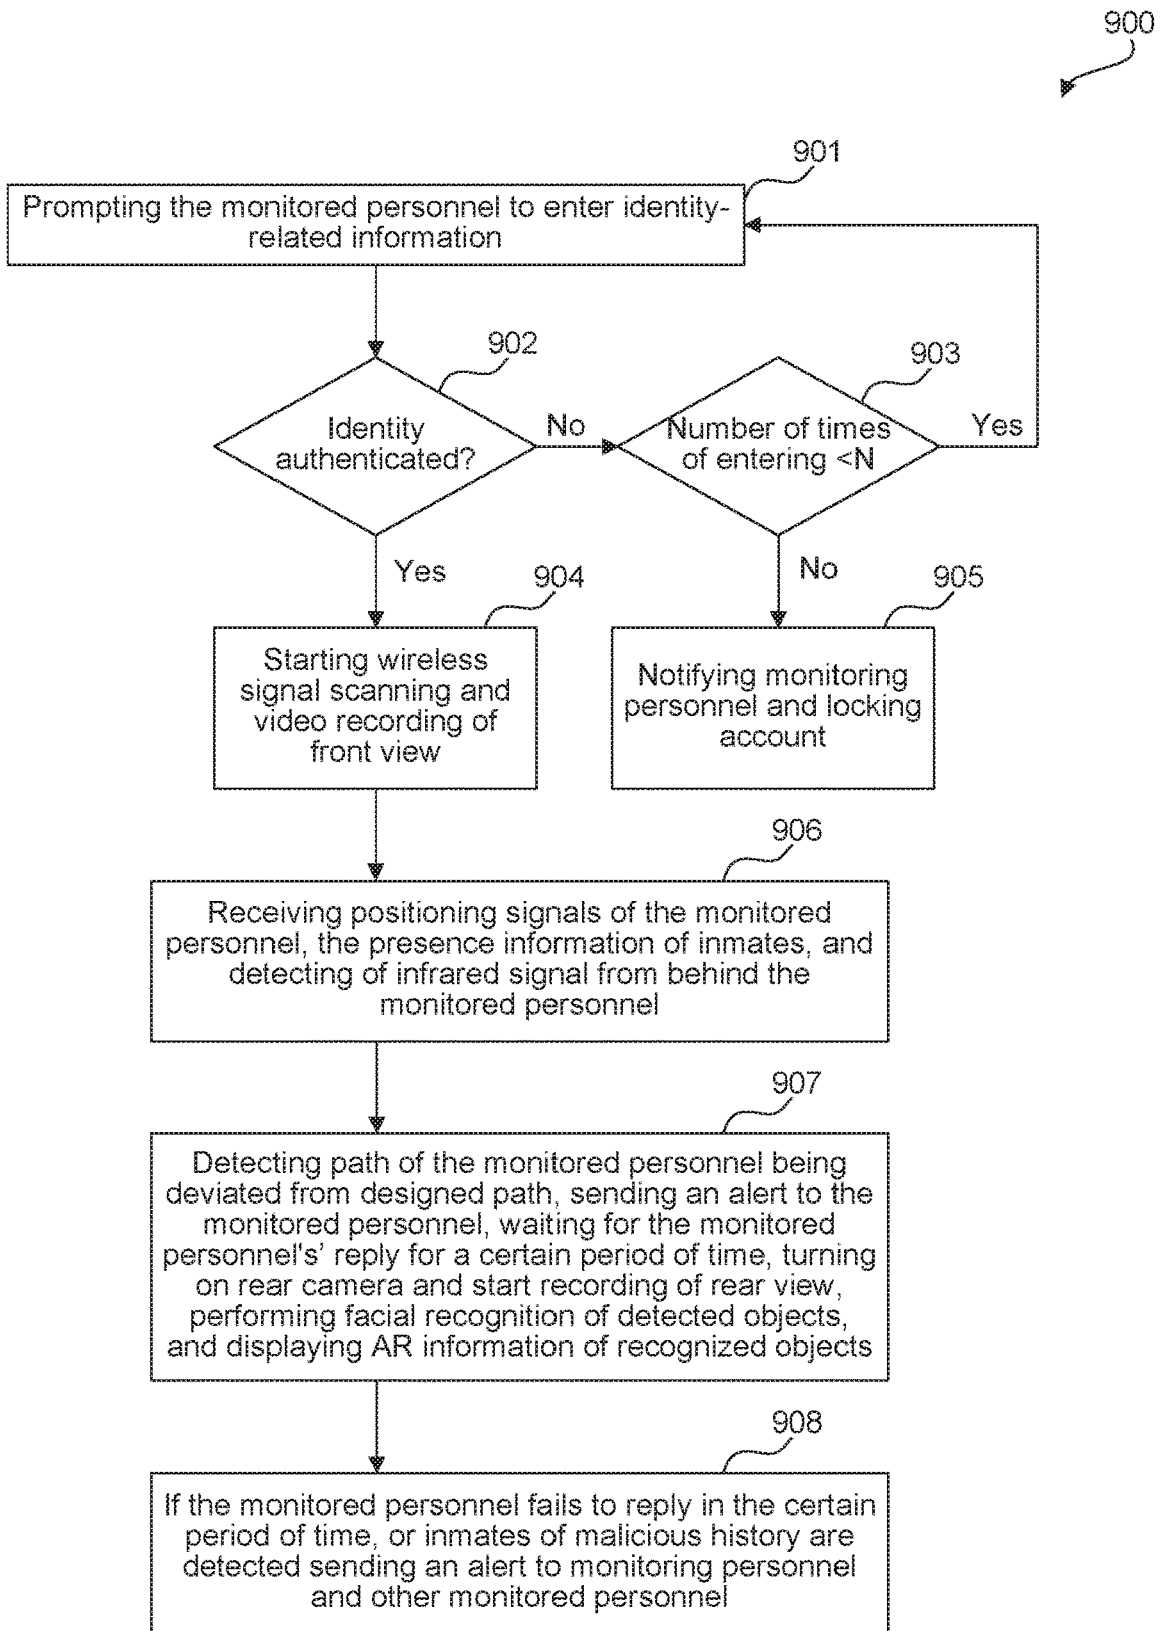 900
901
Prompting the monitored personnel to enter identity-
related information
902
903
Identity
authenticated?
No
Number of times
of entering <N
Yes
Yes
No
904
905
Starting wireless
signal scanning and
video recording of
front view
Notifying monitoring
personnel and locking
account
906
Receiving positioning signals of the monitored
personnel, the presence information of inmates, and
detecting of infrared signal from behind the
monitored personnel
907
Detecting path of the monitored personnel being
deviated from designed path, sending an alert to the
monitored personnel, waiting for the monitored
personnel's’ reply for a certain period of time, turning
on rear camera and start recording of rear view,
performing facial recognition of detected objects,
and displaying AR information of recognized objects
908
If the monitored personnel fails to reply in the certain
period of time, or inmates of malicious history are
detected sending an alert to monitoring personnel
and other monitored personnel